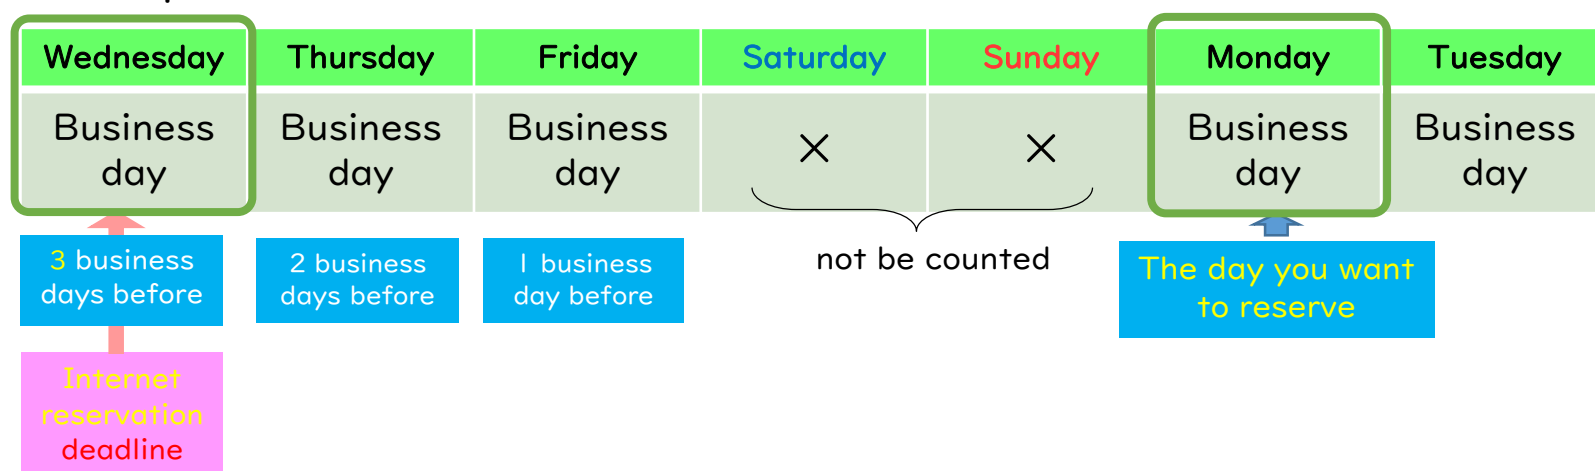 Wednesday Thursday Friday Saturday Sunday Monday Tuesday
Business day Business day Business day × × Business day Business day
not be counted
3 business
days before
2 business
days before
1 business
day before
The day you want
to reserve
Internet
reservation
deadline